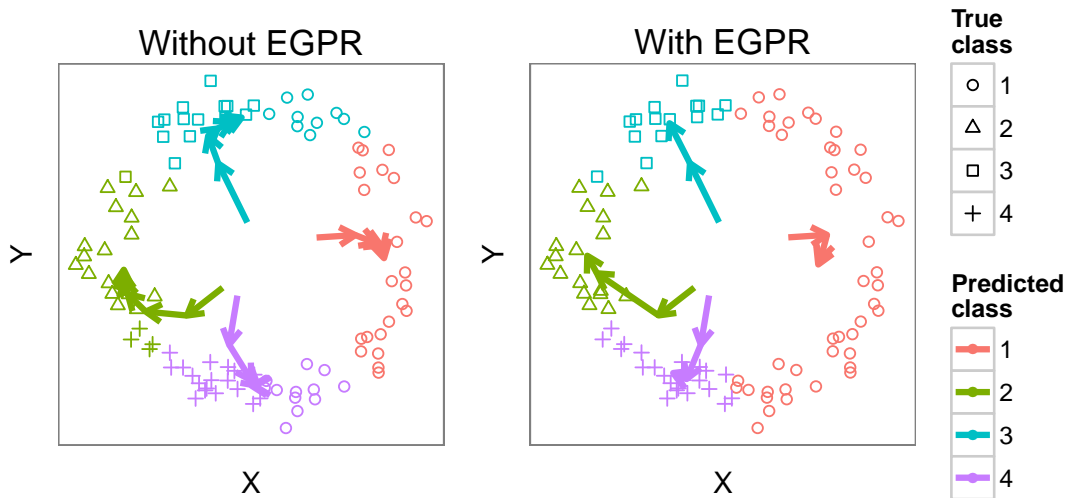 Without EGPR
With EGPR
Y
X
Y
X
True
class
1
2
3
4
Predicted
class
1
2
3
4